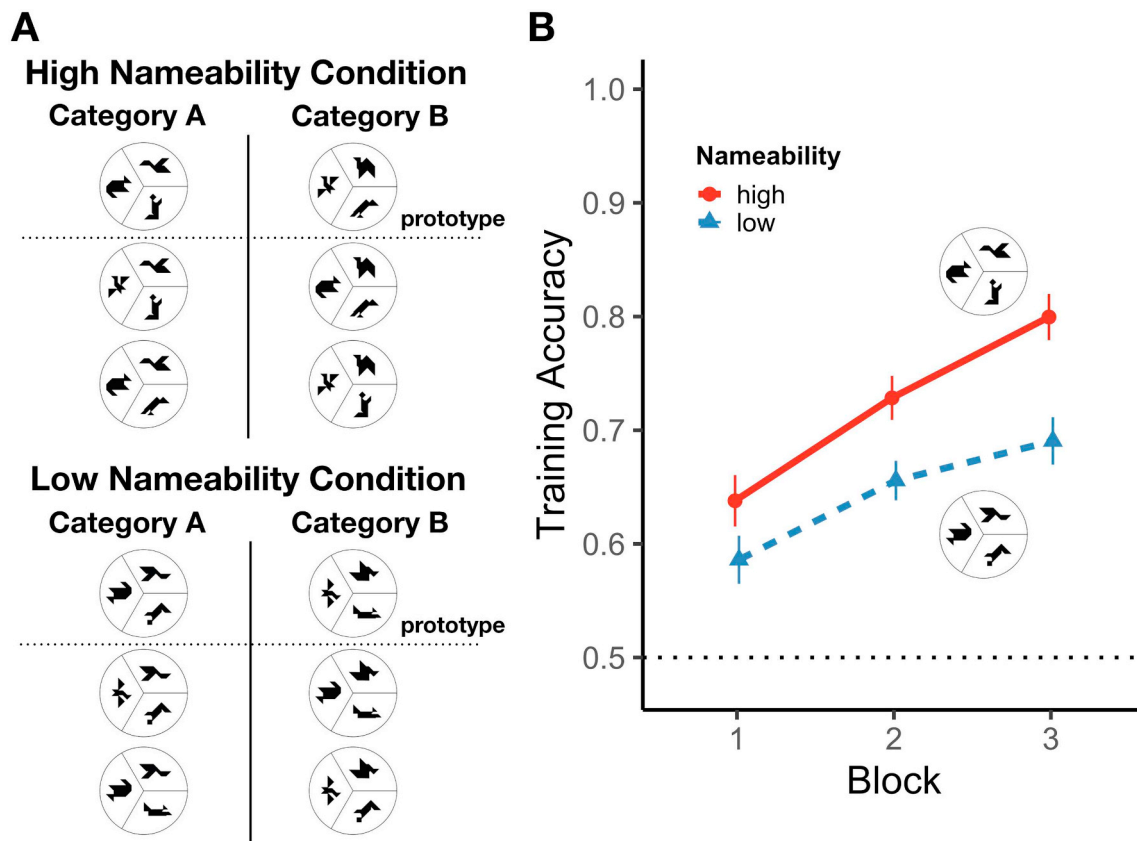 A
High Nameability Condition
Category A
Category B
prototype
Low Nameability Condition
Category A
Category B
prototype
B
Training Accuracy
1.0
0.9
0.8
0.7
0.6
0.5
Nameability
high
low
1 2 3
Block